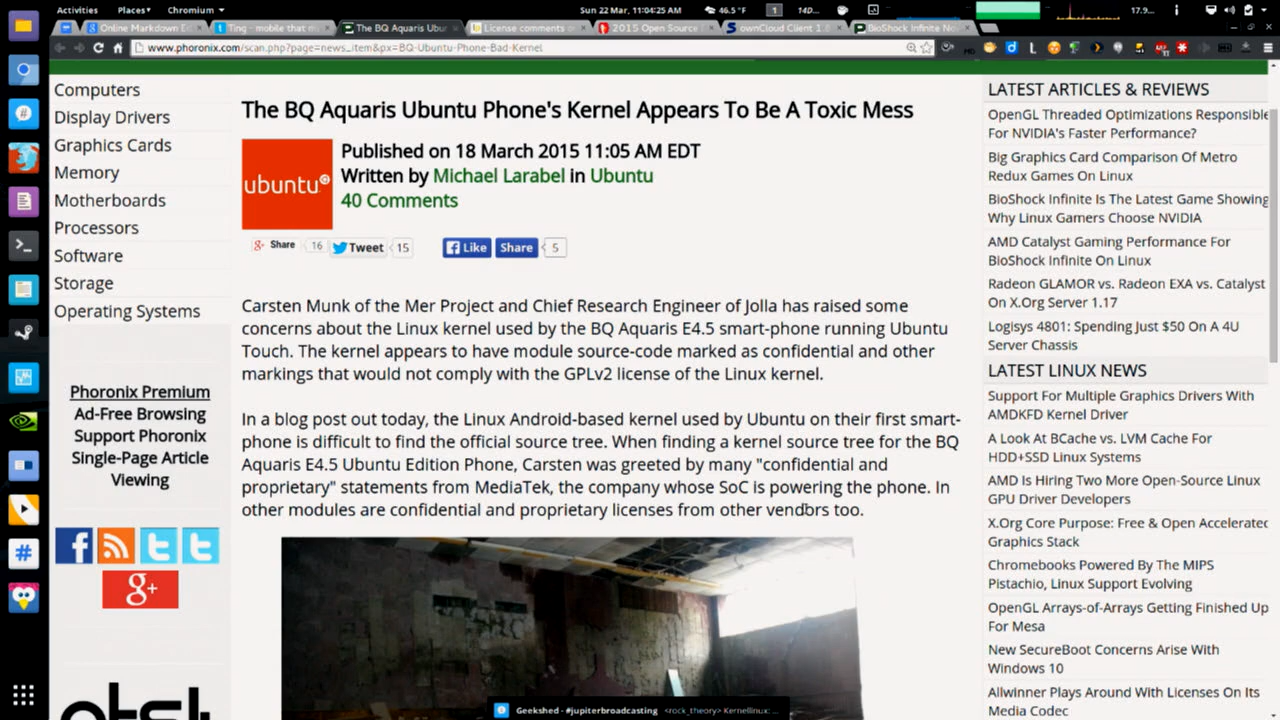 Activities Places Chromium Sun 22 Mar, 11:04:25 AM 46.5 °F 1 14D... 17.9...
Online Markdown Ed
Ting - mobile that m
The BQ Aquaris Ubun
License comments o
2015 Open Source
ownCloud Client 1.8
BioShock Infinite No
www.phoronix.com/scan.php?page=news_item&px=BQ-Ubuntu-Phone-Bad-Kernel
Computers
Display Drivers
Graphics Cards
Memory
Motherboards
Processors
Software
Storage
Operating Systems
Phoronix Premium
Ad-Free Browsing
Support Phoronix
Single-Page Article
Viewing
The BQ Aquaris Ubuntu Phone's Kernel Appears To Be A Toxic Mess
ubuntu
Published on 18 March 2015 11:05 AM EDT
Written by Michael Larabel in Ubuntu
40 Comments
Share 16 Tweet 15 Like Share 5
Carsten Munk of the Mer Project and Chief Research Engineer of Jolla has raised some
concerns about the Linux kernel used by the BQ Aquaris E4.5 smart-phone running Ubuntu
Touch. The kernel appears to have module source-code marked as confidential and other
markings that would not comply with the GPLv2 license of the Linux kernel.
In a blog post out today, the Linux Android-based kernel used by Ubuntu on their first smart-
phone is difficult to find the official source tree. When finding a kernel source tree for the BQ
Aquaris E4.5 Ubuntu Edition Phone, Carsten was greeted by many "confidential and
proprietary" statements from MediaTek, the company whose SoC is powering the phone. In
other modules are confidential and proprietary licenses from other vendors too.
LATEST ARTICLES & REVIEWS
OpenGL Threaded Optimizations Responsible
For NVIDIA's Faster Performance?
Big Graphics Card Comparison Of Metro
Redux Games On Linux
BioShock Infinite Is The Latest Game Showing
Why Linux Gamers Choose NVIDIA
AMD Catalyst Gaming Performance For
BioShock Infinite On Linux
Radeon GLAMOR vs. Radeon EXA vs. Catalyst
On X.Org Server 1.17
Logisys 4801: Spending Just $50 On A 4U
Server Chassis
LATEST LINUX NEWS
Support For Multiple Graphics Drivers With
AMDKFD Kernel Driver
A Look At BCache vs. LVM Cache For
HDD+SSD Linux Systems
AMD Is Hiring Two More Open-Source Linux
GPU Driver Developers
X.Org Core Purpose: Free & Open Accelerated
Graphics Stack
Chromebooks Powered By The MIPS
Pistachio, Linux Support Evolving
OpenGL Arrays-of-Arrays Getting Finished Up
For Mesa
New SecureBoot Concerns Arise With
Windows 10
Allwinner Plays Around With Licenses On Its
Media Codec
Geekshed - #jupiterbroadcasting <rock_theory> Kernellinux: ...